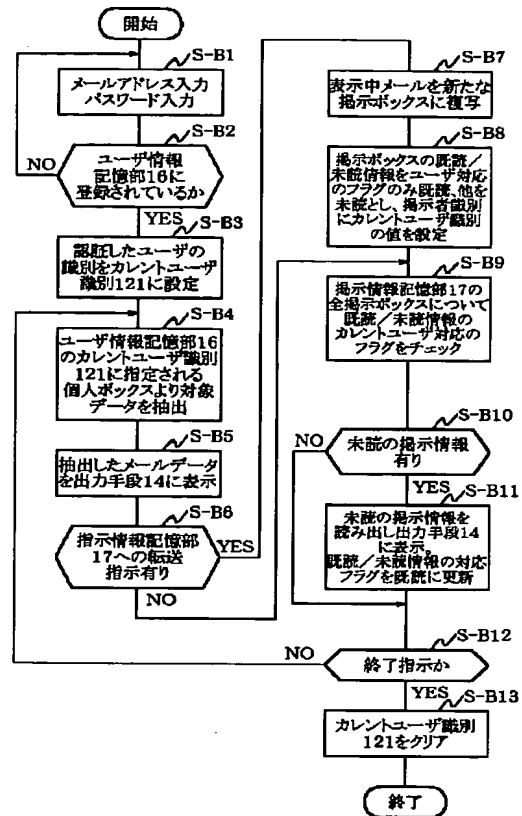 開始
S-B1
メールアドレス入力
パスワード入力
S-B2
ユーザ情報
記憶部16に
登録されているか
NO
YES
S-B3
認証したユーザの
識別をカレントユーザ
識別121に設定
S-B4
ユーザ情報記憶部16
のカレントユーザ識別
121に指定される
個人ボックスより対象
データを抽出
S-B5
抽出したメールデータ
を出力手段14に表示
S-B6
指示情報記憶部
17への転送
指示有り
YES
NO
S-B7
表示中メールを新たな
掲示ボックスに複写
S-B8
掲示ボックスの既読/
未読情報をユーザ対応
のフラグのみ既読、他を
未読とし、掲示者識別
にカレントユーザ識別
の値を設定
S-B9
掲示情報記憶部17の
全掲示ボックスについて
既読/未読情報の
カレントユーザ対応の
フラグをチェック
S-B10
未読の掲示情報
有り
NO
YES
S-B11
未読の掲示情報を
読み出し出力手段14
に表示。
既読/未読情報の対応
フラグを既読に更新
S-B12
終了指示か
NO
YES
S-B13
カレントユーザ識別
121をクリア
終了